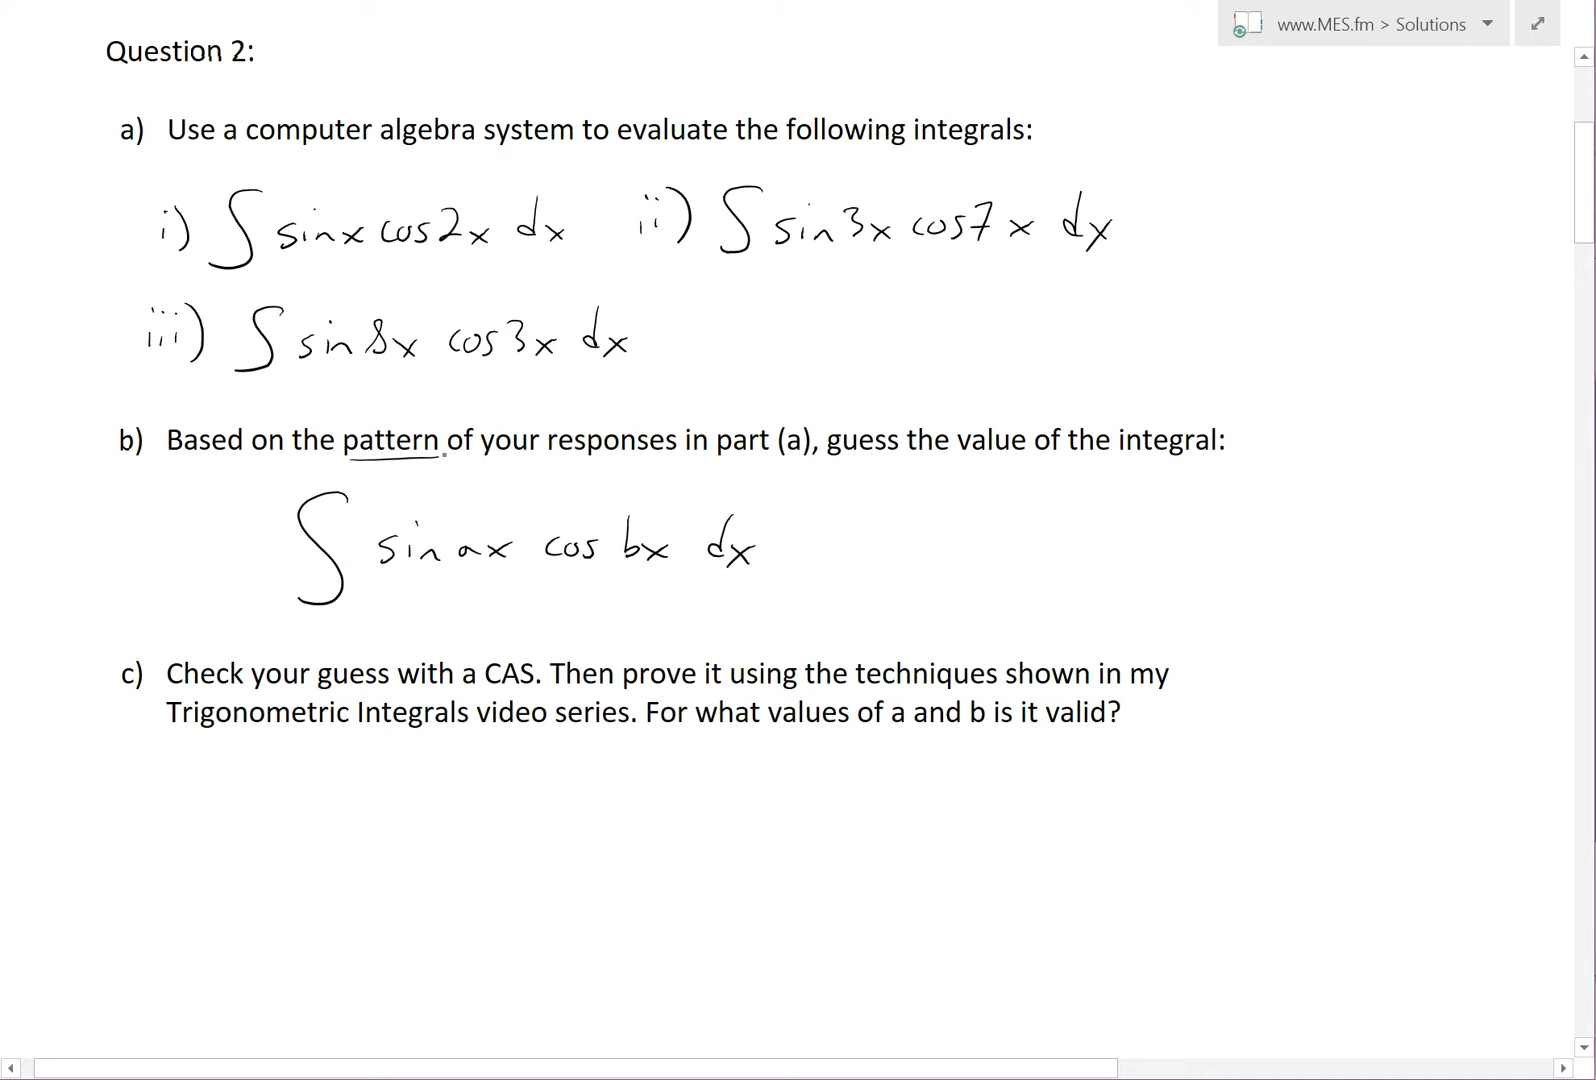 www.MES.fm > Solutions
Question 2:
a) Use a computer algebra system to evaluate the following integrals:
i) ∫ sinx cos2x dx ii) ∫ sin3x cos7x dx
iii) ∫ sin8x cos3x dx
b) Based on the pattern of your responses in part (a), guess the value of the integral:
∫ sin ax cos bx dx
c) Check your guess with a CAS. Then prove it using the techniques shown in my
Trigonometric Integrals video series. For what values of a and b is it valid?